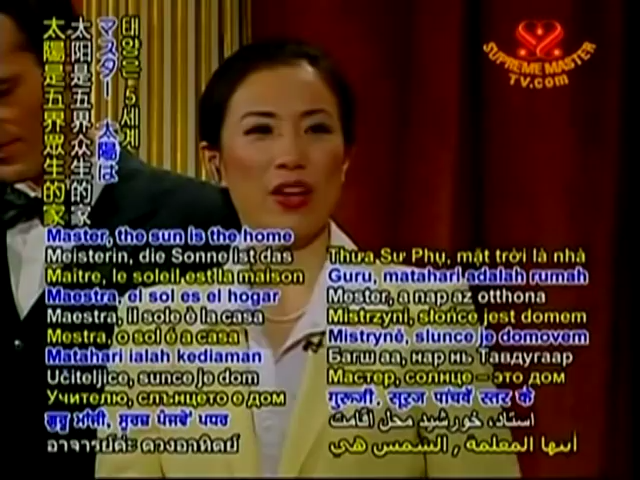 太陽是五界眾生的家
太阳是五界众生的家
マスター 太陽は
태양은 5세계
SUPREME MASTER
TV.com
Master, the sun is the home
Meisterin, die Sonne ist das
Maître, le soleil est la maison
Maestra, el sol es el hogar
Maestra, il sole è la casa
Mestra, o sol é a casa
Matahari ialah kediaman
Učiteljice, sunce je dom
Учителю, слънцето е дом
ਗੁਰੂ ਮਾਂਜੀ, ਸੂਰਜ ਪੰਜਵੇਂ ਪਧਰ
อาจารย์คะ ดวงอาทิตย์
Thưa Sư Phụ, mặt trời là nhà
Guru, matahari adalah rumah
Mester, a nap az otthona
Mistrzyni, słońce jest domem
Mistryně, slunce je domovem
Багш аа, нар нь Тавдугаар
Мастер, солнце – это дом
गुरूजी, सूरज पांचवें स्तर के
استاد، خورشید محل اقامت
أيتها المعلمة , الشمس هي